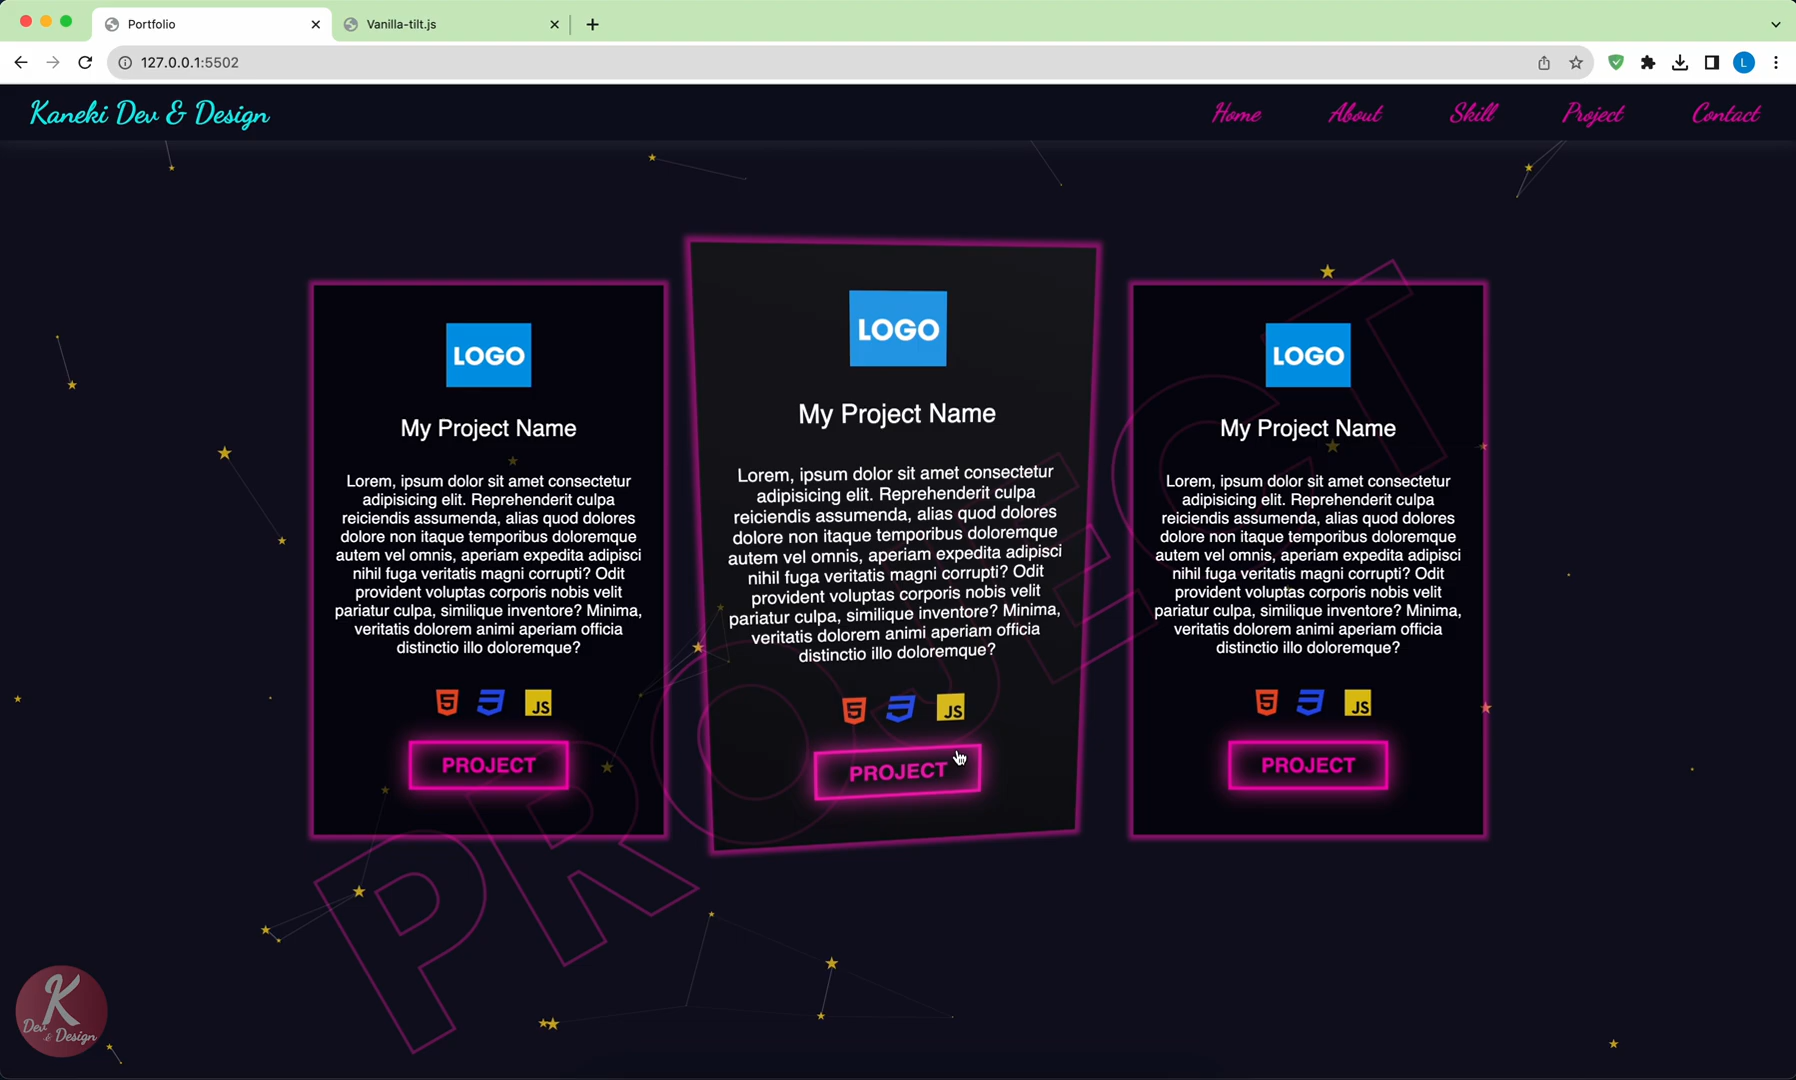 Portfolio
Vanilla-tilt.js
127.0.0.1:5502
L
Kaneki Dev & Design
Home
About
Skill
Project
Contact
LOGO
My Project Name
Lorem, ipsum dolor sit amet consectetur
adipisicing elit. Reprehenderit culpa
reiciendis assumenda, alias quod dolores
dolore non itaque temporibus doloremque
autem vel omnis, aperiam expedita adipisci
nihil fuga veritatis magni corrupti? Odit
provident voluptas corporis nobis velit
pariatur culpa, similique inventore? Minima,
veritatis dolorem animi aperiam officia
distinctio illo doloremque?
5
JS
PROJECT
LOGO
My Project Name
Lorem, ipsum dolor sit amet consectetur
adipisicing elit. Reprehenderit culpa
reiciendis assumenda, alias quod dolores
dolore non itaque temporibus doloremque
autem vel omnis, aperiam expedita adipisci
nihil fuga veritatis magni corrupti? Odit
provident voluptas corporis nobis velit
pariatur culpa, similique inventore? Minima,
veritatis dolorem animi aperiam officia
distinctio illo doloremque?
5
JS
PROJECT
LOGO
My Project Name
Lorem, ipsum dolor sit amet consectetur
adipisicing elit. Reprehenderit culpa
reiciendis assumenda, alias quod dolores
dolore non itaque temporibus doloremque
autem vel omnis, aperiam expedita adipisci
nihil fuga veritatis magni corrupti? Odit
provident voluptas corporis nobis velit
pariatur culpa, similique inventore? Minima,
veritatis dolorem animi aperiam officia
distinctio illo doloremque?
5
JS
PROJECT
PROJECT
K
Dev & Design